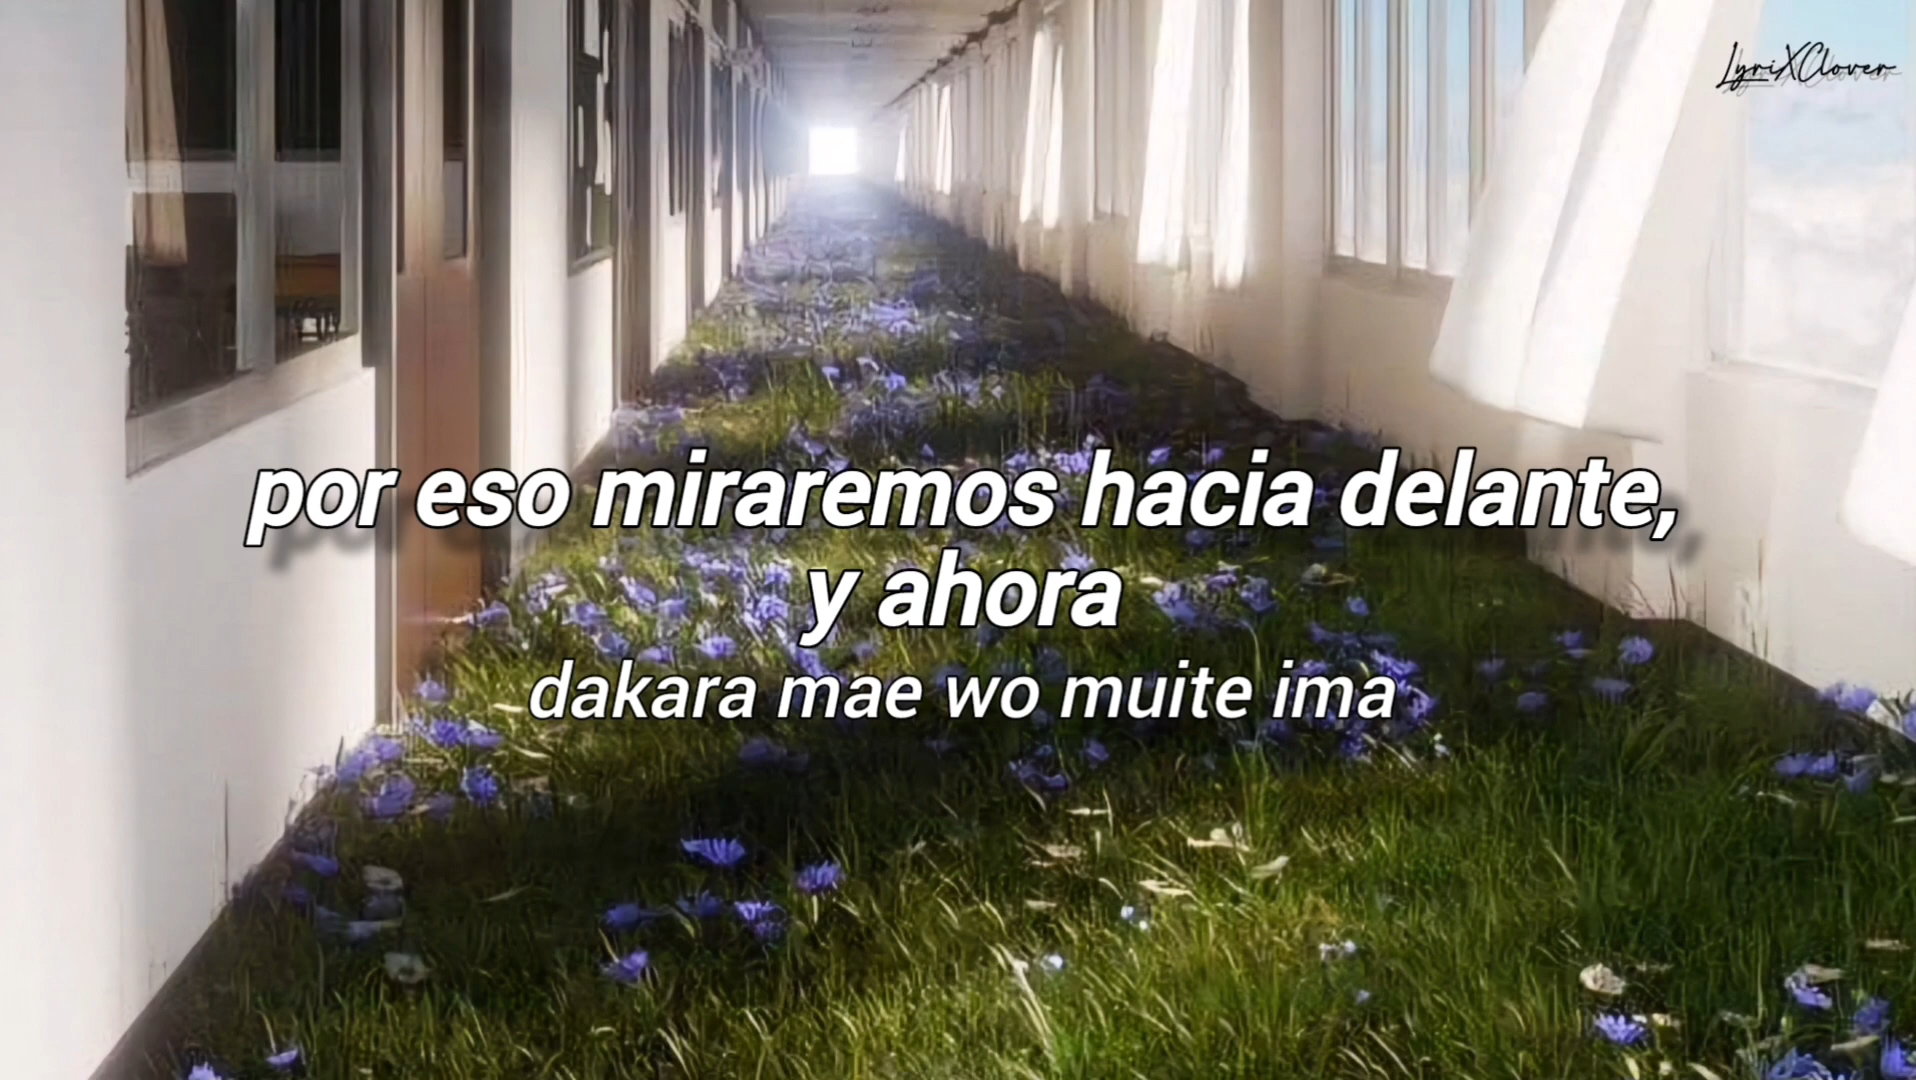 LyriXClover
por eso miraremos hacia delante,
y ahora
dakara mae wo muite ima